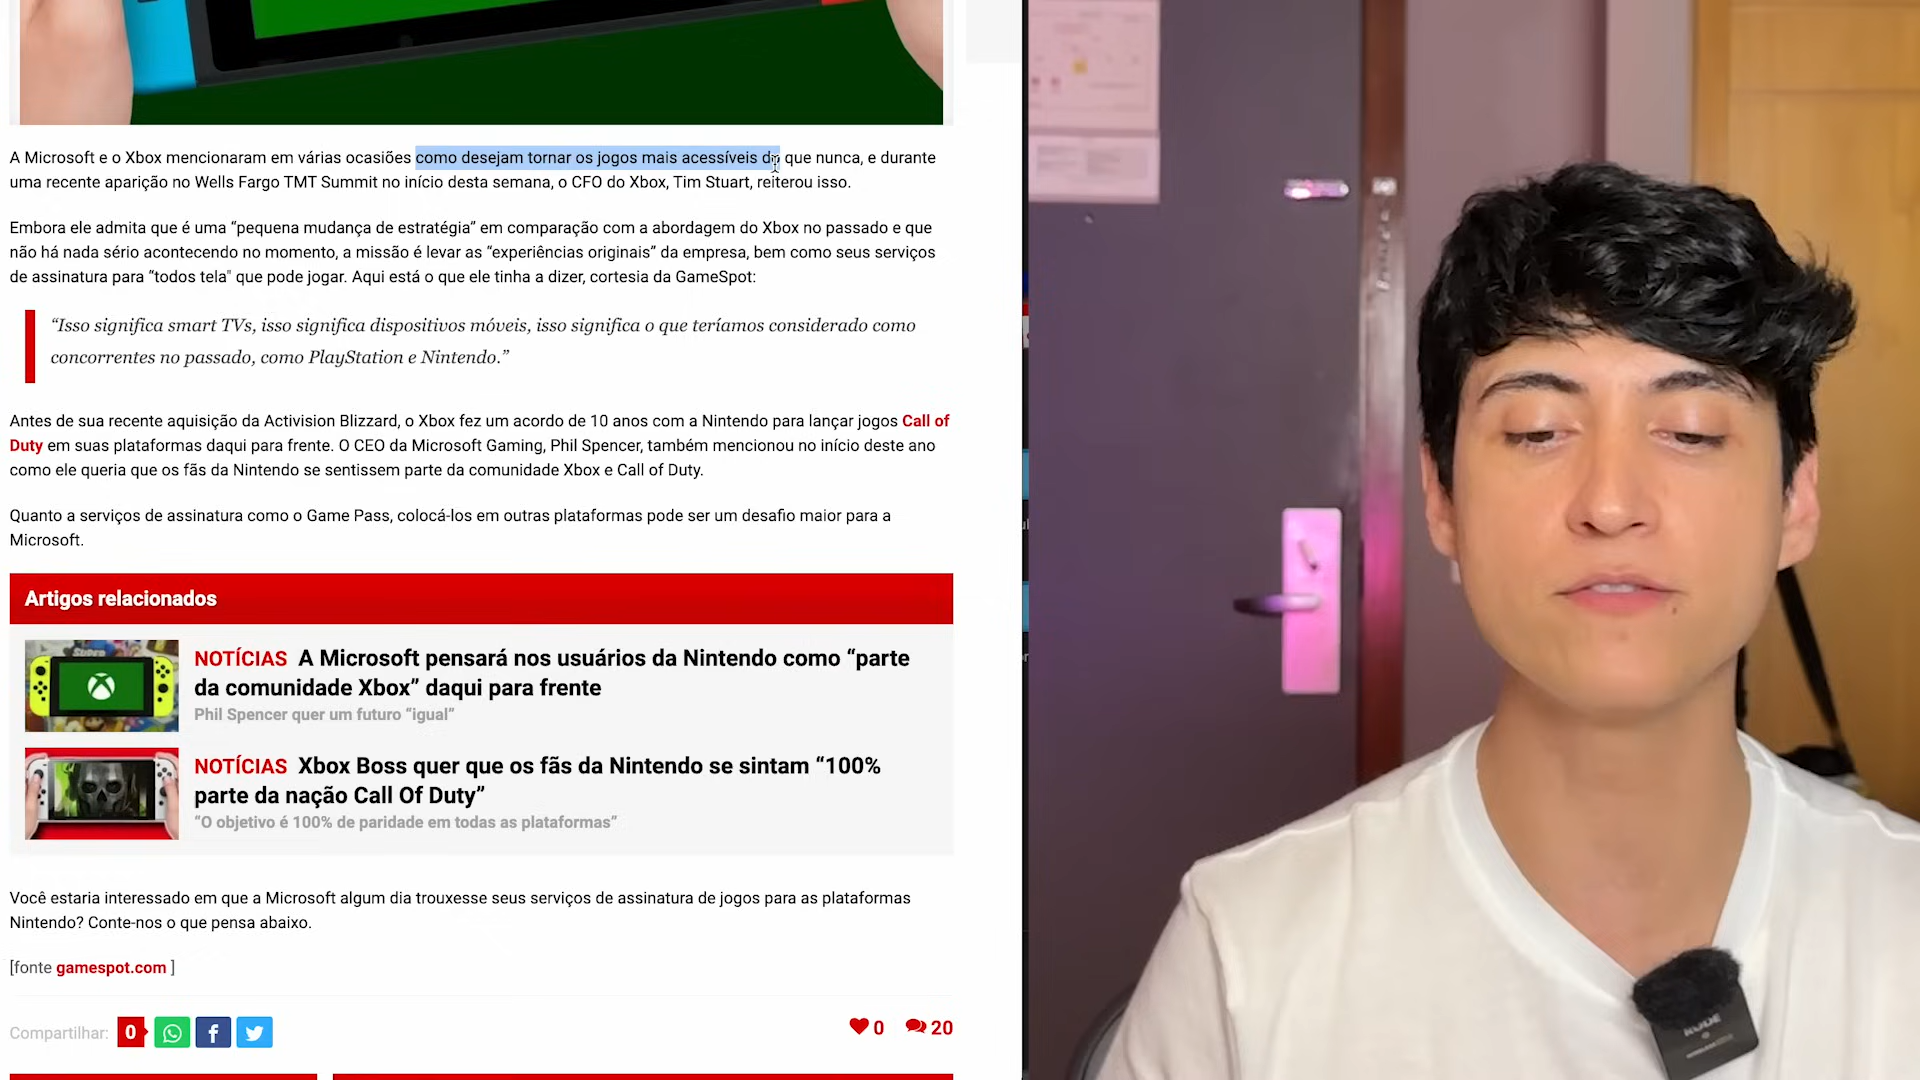 A Microsoft e o Xbox mencionaram em várias ocasiões como desejam tornar os jogos mais acessíveis do que nunca, e durante
uma recente aparição no Wells Fargo TMT Summit no início desta semana, o CFO do Xbox, Tim Stuart, reiterou isso.
Embora ele admita que é uma “pequena mudança de estratégia” em comparação com a abordagem do Xbox no passado e que
não há nada sério acontecendo no momento, a missão é levar as “experiências originais” da empresa, bem como seus serviços
de assinatura para “todos tela" que pode jogar. Aqui está o que ele tinha a dizer, cortesia da GameSpot:
“Isso significa smart TVs, isso significa dispositivos móveis, isso significa o que teríamos considerado como
concorrentes no passado, como PlayStation e Nintendo.”
Antes de sua recente aquisição da Activision Blizzard, o Xbox fez um acordo de 10 anos com a Nintendo para lançar jogos Call of
Duty em suas plataformas daqui para frente. O CEO da Microsoft Gaming, Phil Spencer, também mencionou no início deste ano
como ele queria que os fãs da Nintendo se sentissem parte da comunidade Xbox e Call of Duty.
Quanto a serviços de assinatura como o Game Pass, colocá-los em outras plataformas pode ser um desafio maior para a
Microsoft.
Artigos relacionados
NOTÍCIAS A Microsoft pensará nos usuários da Nintendo como “parte
da comunidade Xbox” daqui para frente
Phil Spencer quer um futuro “igual”
NOTÍCIAS Xbox Boss quer que os fãs da Nintendo se sintam “100%
parte da nação Call Of Duty”
“O objetivo é 100% de paridade em todas as plataformas”
Você estaria interessado em que a Microsoft algum dia trouxesse seus serviços de assinatura de jogos para as plataformas
Nintendo? Conte-nos o que pensa abaixo.
[fonte gamespot.com ]
Compartilhar: 0
0 20
RODE